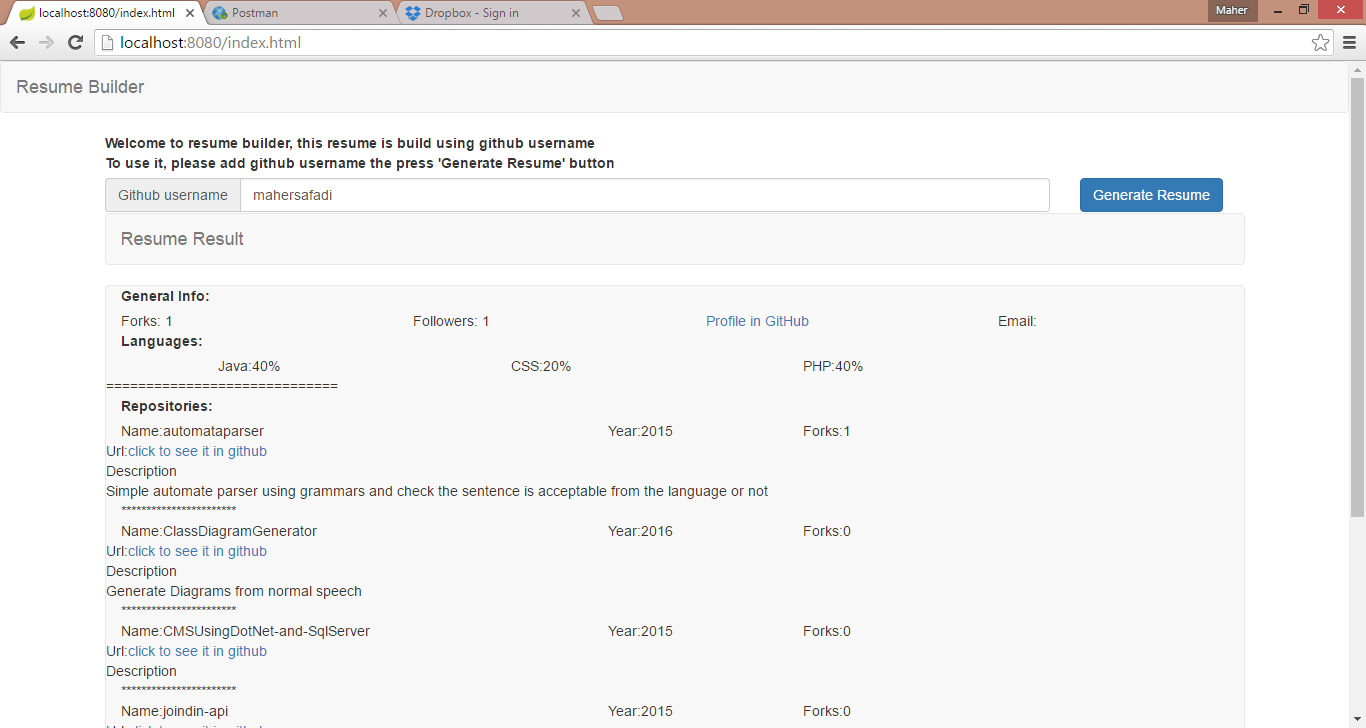 localhost:8080/index.html
Postman
Dropbox - Sign in
Maher
localhost:8080/index.html
Resume Builder
Welcome to resume builder, this resume is build using github username
To use it, please add github username the press 'Generate Resume' button
Github username mahersafadi Generate Resume
Resume Result
General Info:
Forks: 1 Followers: 1 Profile in GitHub Email:
Languages:
Java:40% CSS:20% PHP:40%
=============================
Repositories:
Name:automataparser Year:2015 Forks:1
Url:click to see it in github
Description
Simple automate parser using grammars and check the sentence is acceptable from the language or not
***********************
Name:ClassDiagramGenerator Year:2016 Forks:0
Url:click to see it in github
Description
Generate Diagrams from normal speech
***********************
Name:CMSUsingDotNet-and-SqlServer Year:2015 Forks:0
Url:click to see it in github
Description
***********************
Name:joindin-api Year:2015 Forks:0